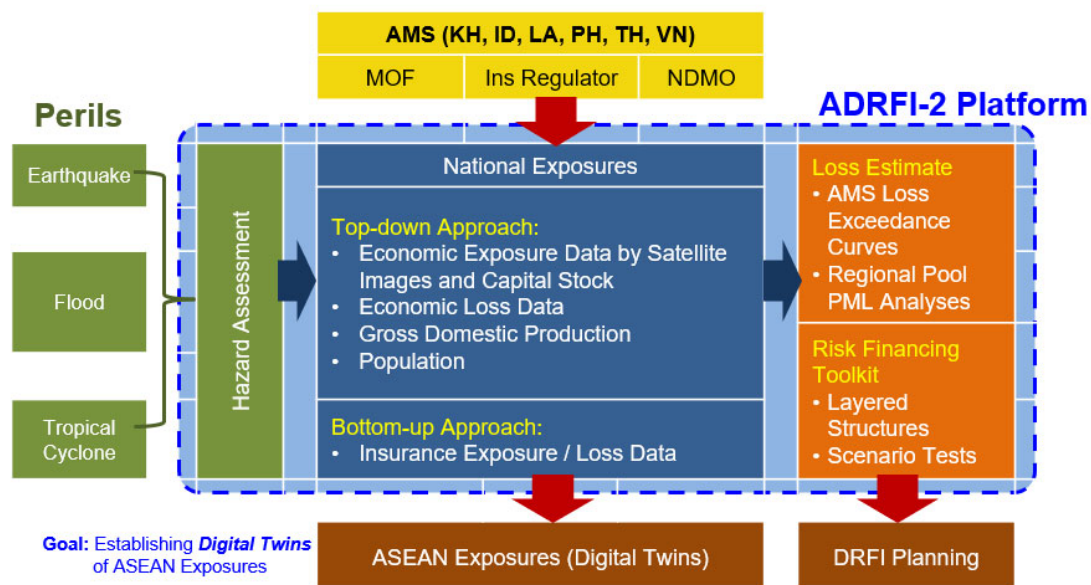 AMS (KH, ID, LA, PH, TH, VN)
MOF
Ins Regulator
NDMO
Perils
ADRFI-2 Platform
Earthquake
Flood
Tropical
Cyclone
Hazard Assessment
National Exposures
Top-down Approach:
• Economic Exposure Data by Satellite
Images and Capital Stock
• Economic Loss Data
• Gross Domestic Production
• Population
Bottom-up Approach:
• Insurance Exposure / Loss Data
Loss Estimate
• AMS Loss
Exceedance
Curves
• Regional Pool
PML Analyses
Risk Financing
Toolkit
• Layered
Structures
• Scenario Tests
Goal: Establishing Digital Twins
of ASEAN Exposures
ASEAN Exposures (Digital Twins)
DRFI Planning